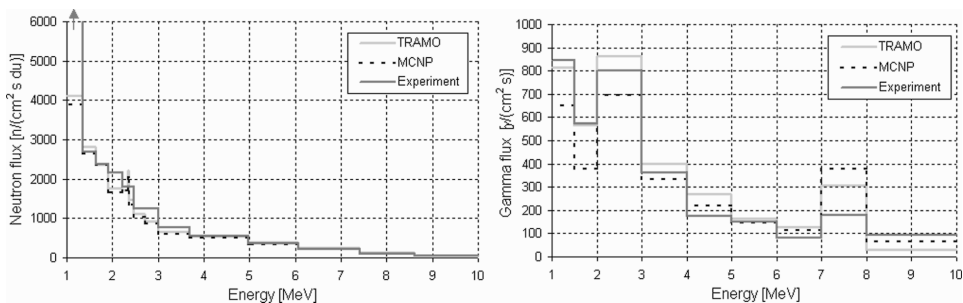 6000
5000
4000
3000
2000
1000
0
Neutron flux [n/(cm² s du)]
TRAMO
MCNP
Experiment
1 2 3 4 5 6 7 8 9 10
Energy [MeV]
1000
900
800
700
600
500
400
300
200
100
0
Gamma flux [γ/(cm² s)]
TRAMO
MCNP
Experiment
1 2 3 4 5 6 7 8 9 10
Energy [MeV]